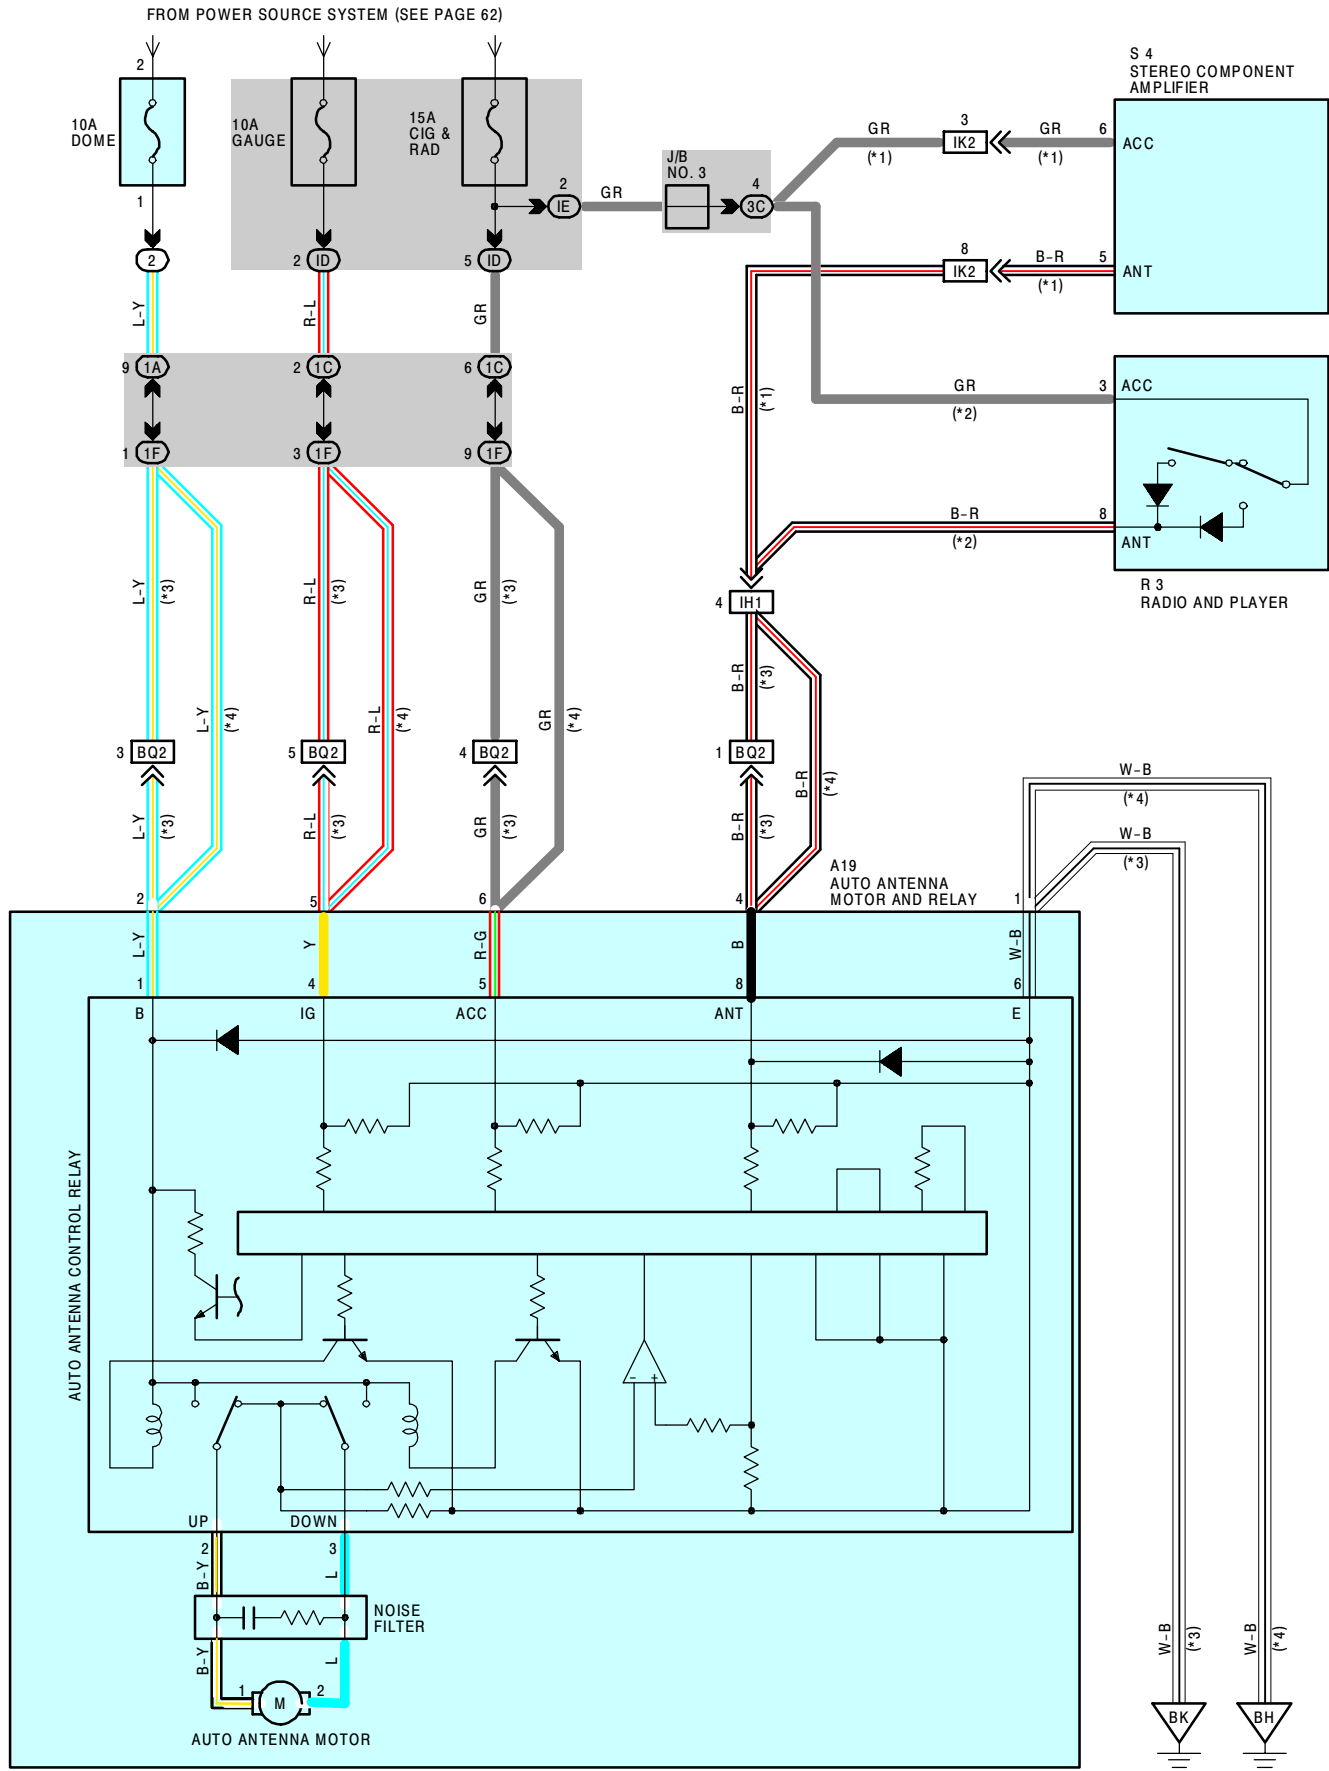 FROM POWER SOURCE SYSTEM (SEE PAGE 62)
2
10A
DOME
1
2
10A
GAUGE
2 ID
15A
CIG &
RAD
5 ID
2
IE
GR
J/B
NO. 3
4
3C
GR
(*1)
3
IK2
GR
(*1)
6
ACC
S 4
STEREO COMPONENT
AMPLIFIER
8
IK2
B-R
(*1)
5
ANT
L-Y
R-L
GR
9 1A
2 1C
6 1C
1 1F
3 1F
9 1F
B-R
(*1)
GR
(*2)
3
ACC
B-R
(*2)
8
ANT
R 3
RADIO AND PLAYER
L-Y
(*3)
R-L
(*3)
GR
(*3)
4 IH1
B-R
(*3)
L-Y
(*4)
R-L
(*4)
GR
(*4)
3 BQ2
5 BQ2
4 BQ2
1 BQ2
B-R
(*4)
L-Y
(*3)
R-L
(*3)
GR
(*3)
B-R
(*3)
W-B
(*4)
W-B
(*3)
A19
AUTO ANTENNA
MOTOR AND RELAY
2
5
6
4
1
L-Y
Y
R-G
B
W-B
1
4
5
8
6
B
IG
ACC
ANT
E
AUTO ANTENNA CONTROL RELAY
- +
UP
DOWN
2
3
B-Y
L
NOISE
FILTER
B-Y
L
1
M
2
AUTO ANTENNA MOTOR
W-B
(*3)
W-B
(*4)
BK
BH